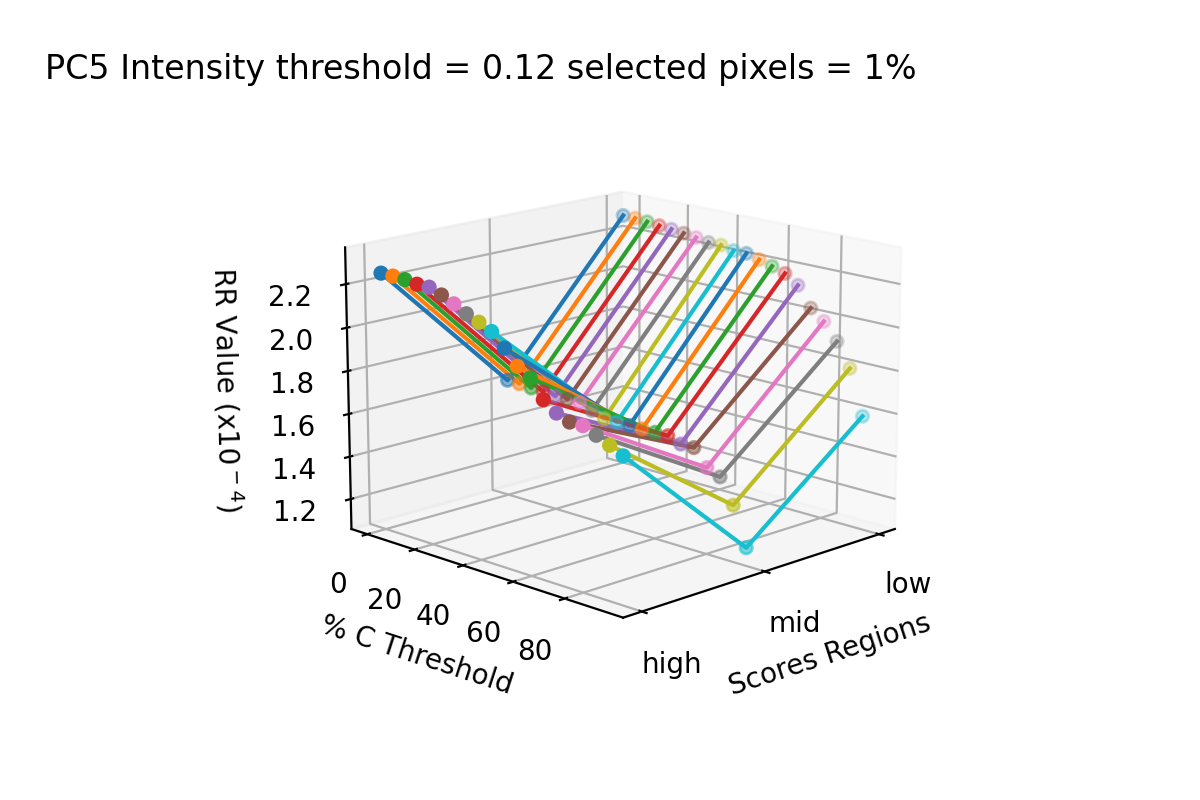 PC5 Intensity threshold = 0.12 selected pixels = 1%
RR Value (x10⁻⁴)
2.2
2.0
1.8
1.6
1.4
1.2
0
20
40
60
80
% C Threshold
high
mid
low
Scores Regions